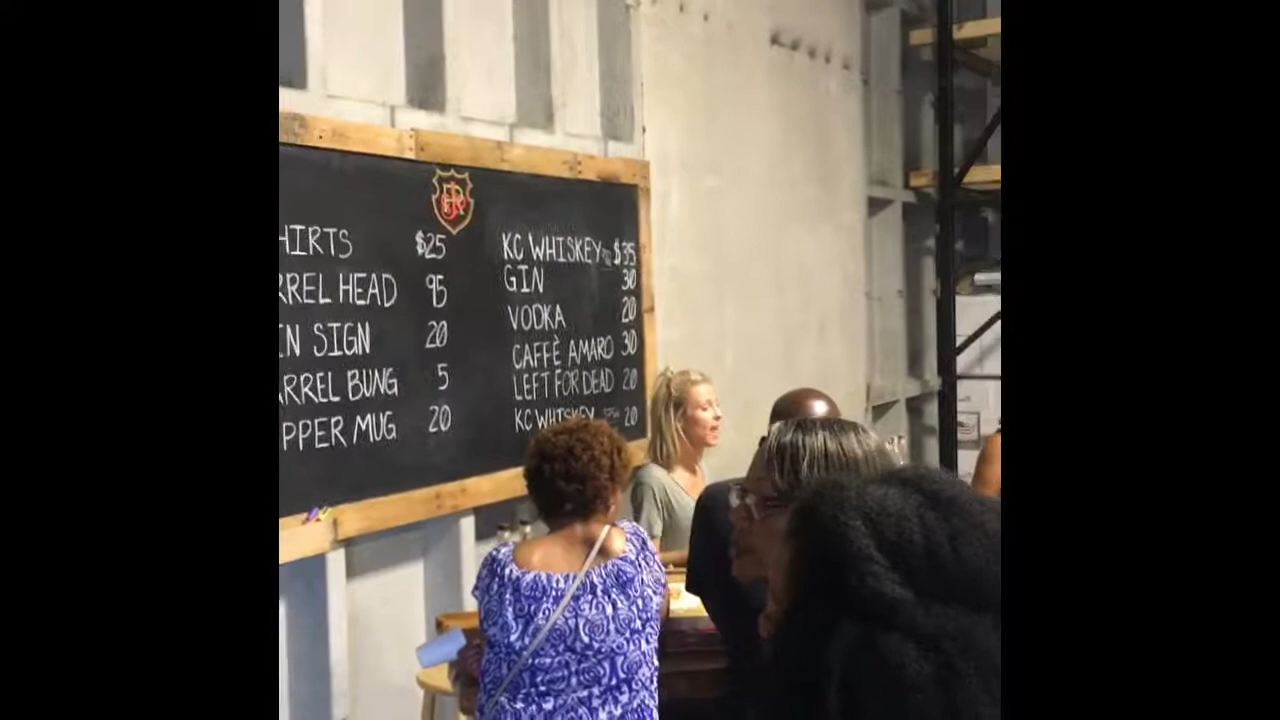 HIRTS $25
RREL HEAD 95
IN SIGN 20
ARREL BUNG 5
PPER MUG 20
KC WHISKEY $35
GIN 30
VODKA 20
CAFFÈ AMARO 30
LEFT FOR DEAD 20
KC WHISKEY 20